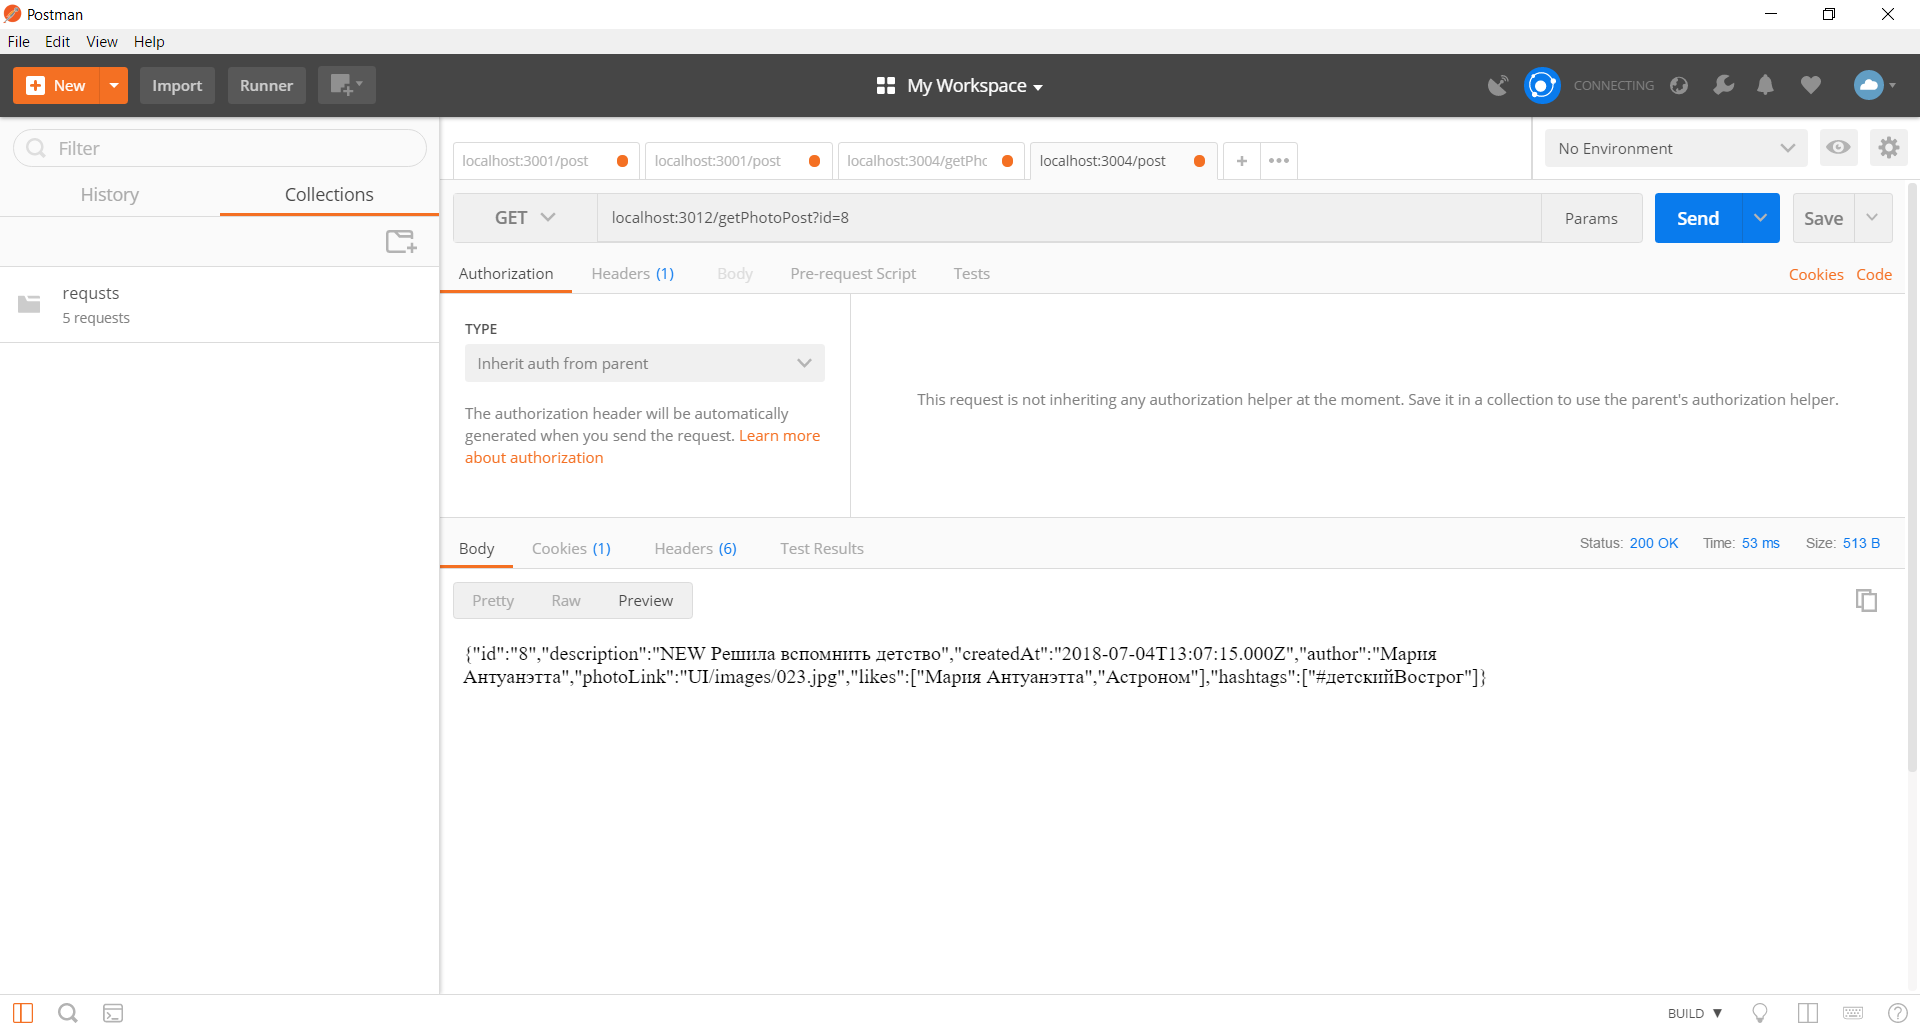 Postman
File Edit View Help
New Import Runner My Workspace CONNECTING
Filter
History Collections
requsts
5 requests
localhost:3001/post localhost:3001/post localhost:3004/getPhc localhost:3004/post + ••• No Environment
GET localhost:3012/getPhotoPost?id=8 Params Send Save
Authorization Headers (1) Body Pre-request Script Tests Cookies Code
TYPE
Inherit auth from parent
The authorization header will be automatically
generated when you send the request. Learn more
about authorization
This request is not inheriting any authorization helper at the moment. Save it in a collection to use the parent's authorization helper.
Body Cookies (1) Headers (6) Test Results Status: 200 OK Time: 53 ms Size: 513 B
Pretty Raw Preview
{"id":"8","description":"NEW Решила вспомнить детство","createdAt":"2018-07-04T13:07:15.000Z","author":"Мария
Антуанэтта","photoLink":"UI/images/023.jpg","likes":["Мария Антуанэтта","Астроном"],"hashtags":["#детскийВострог"]}
BUILD ▼